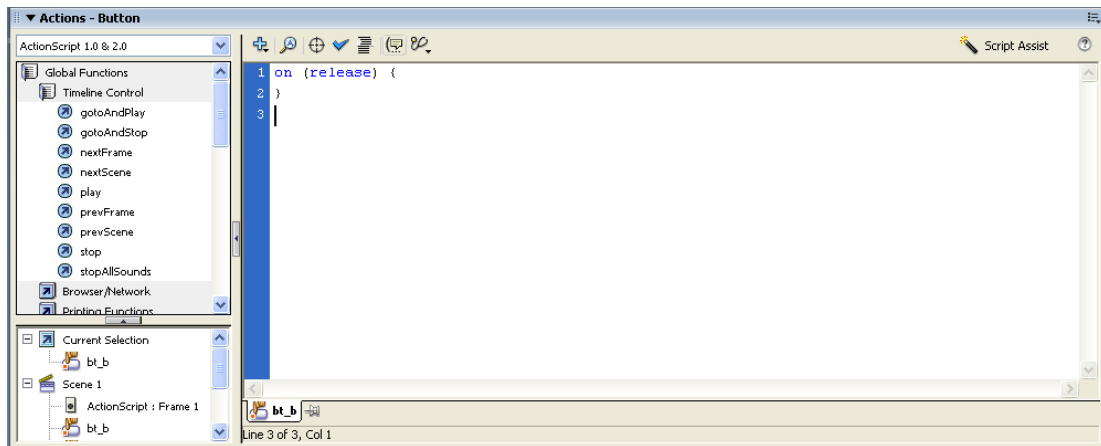 Actions - Button
ActionScript 1.0 & 2.0
Script Assist
Global Functions
Timeline Control
gotoAndPlay
gotoAndStop
nextFrame
nextScene
play
prevFrame
prevScene
stop
stopAllSounds
Browser/Network
Printing Functions
Current Selection
bt_b
Scene 1
ActionScript : Frame 1
bt_b
1 on (release) {
2 }
3
bt_b
Line 3 of 3, Col 1